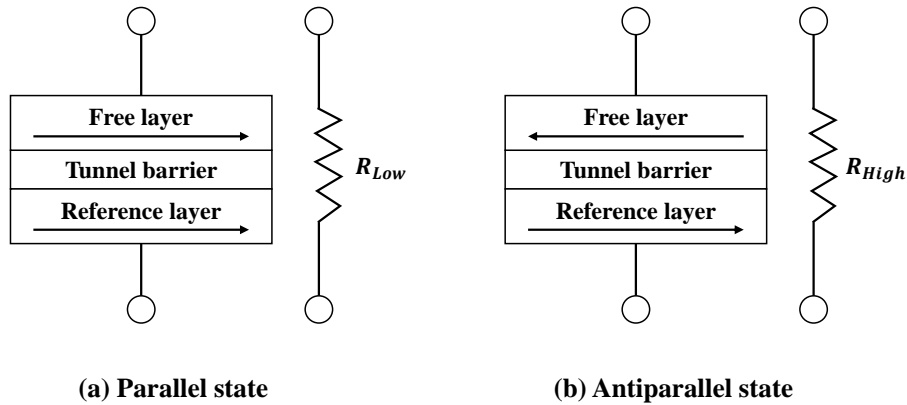 Free layer
Tunnel barrier
Reference layer
R_Low
(a) Parallel state
Free layer
Tunnel barrier
Reference layer
R_High
(b) Antiparallel state